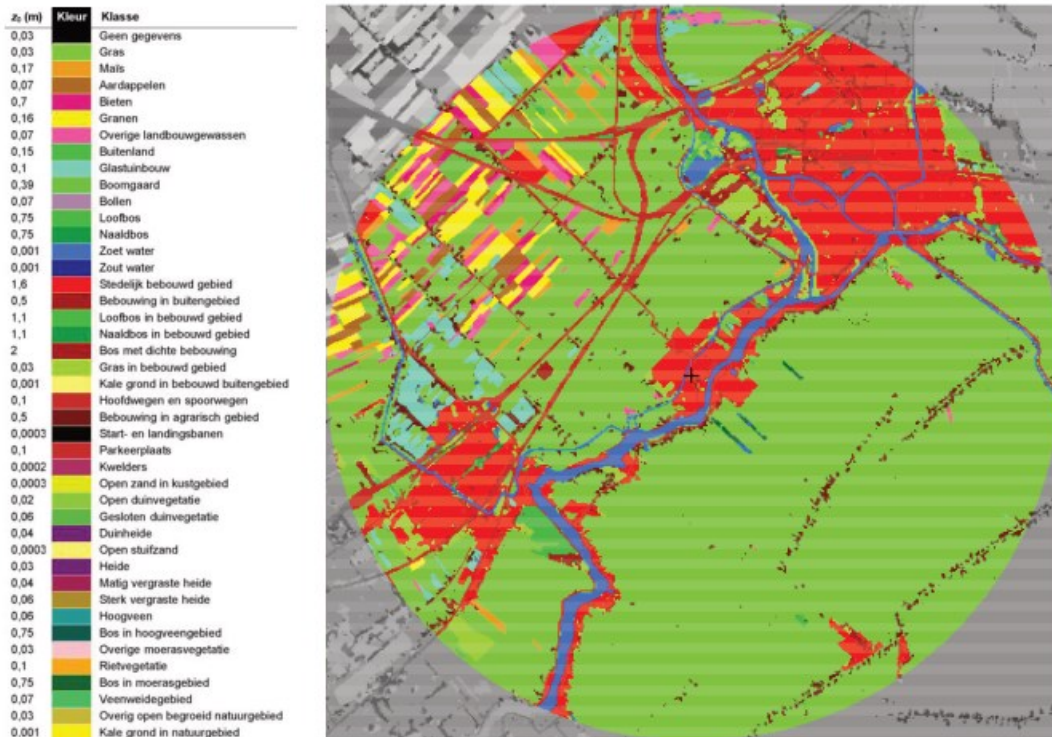 z₀ (m) Kleur Klasse
0,03 Geen gegevens
0,03 Gras
0,17 Maïs
0,07 Aardappelen
0,7 Bieten
0,16 Granen
0,07 Overige landbouwgewassen
0,15 Buitenland
0,1 Glastuinbouw
0,39 Boomgaard
0,07 Bollen
0,75 Loofbos
0,75 Naaldbos
0,001 Zoet water
0,001 Zout water
1,6 Stedelijk bebouwd gebied
0,5 Bebouwing in buitengebied
1,1 Loofbos in bebouwd gebied
1,1 Naaldbos in bebouwd gebied
2 Bos met dichte bebouwing
0,03 Gras in bebouwd gebied
0,001 Kale grond in bebouwd buitengebied
0,1 Hoofdwegen en spoorwegen
0,5 Bebouwing in agrarisch gebied
0,0003 Start- en landingsbanen
0,1 Parkeerplaats
0,0002 Kwelders
0,0003 Open zand in kustgebied
0,02 Open duinvegetatie
0,06 Gesloten duinvegetatie
0,04 Duinheide
0,0003 Open stuifzand
0,03 Heide
0,04 Matig vergraste heide
0,06 Sterk vergraste heide
0,06 Hoogveen
0,75 Bos in hoogveengebied
0,03 Overige moerasvegetatie
0,1 Rietvegetatie
0,75 Bos in moerasgebied
0,07 Veenweidegebied
0,03 Overig open begroeid natuurgebied
0,001 Kale grond in natuurgebied